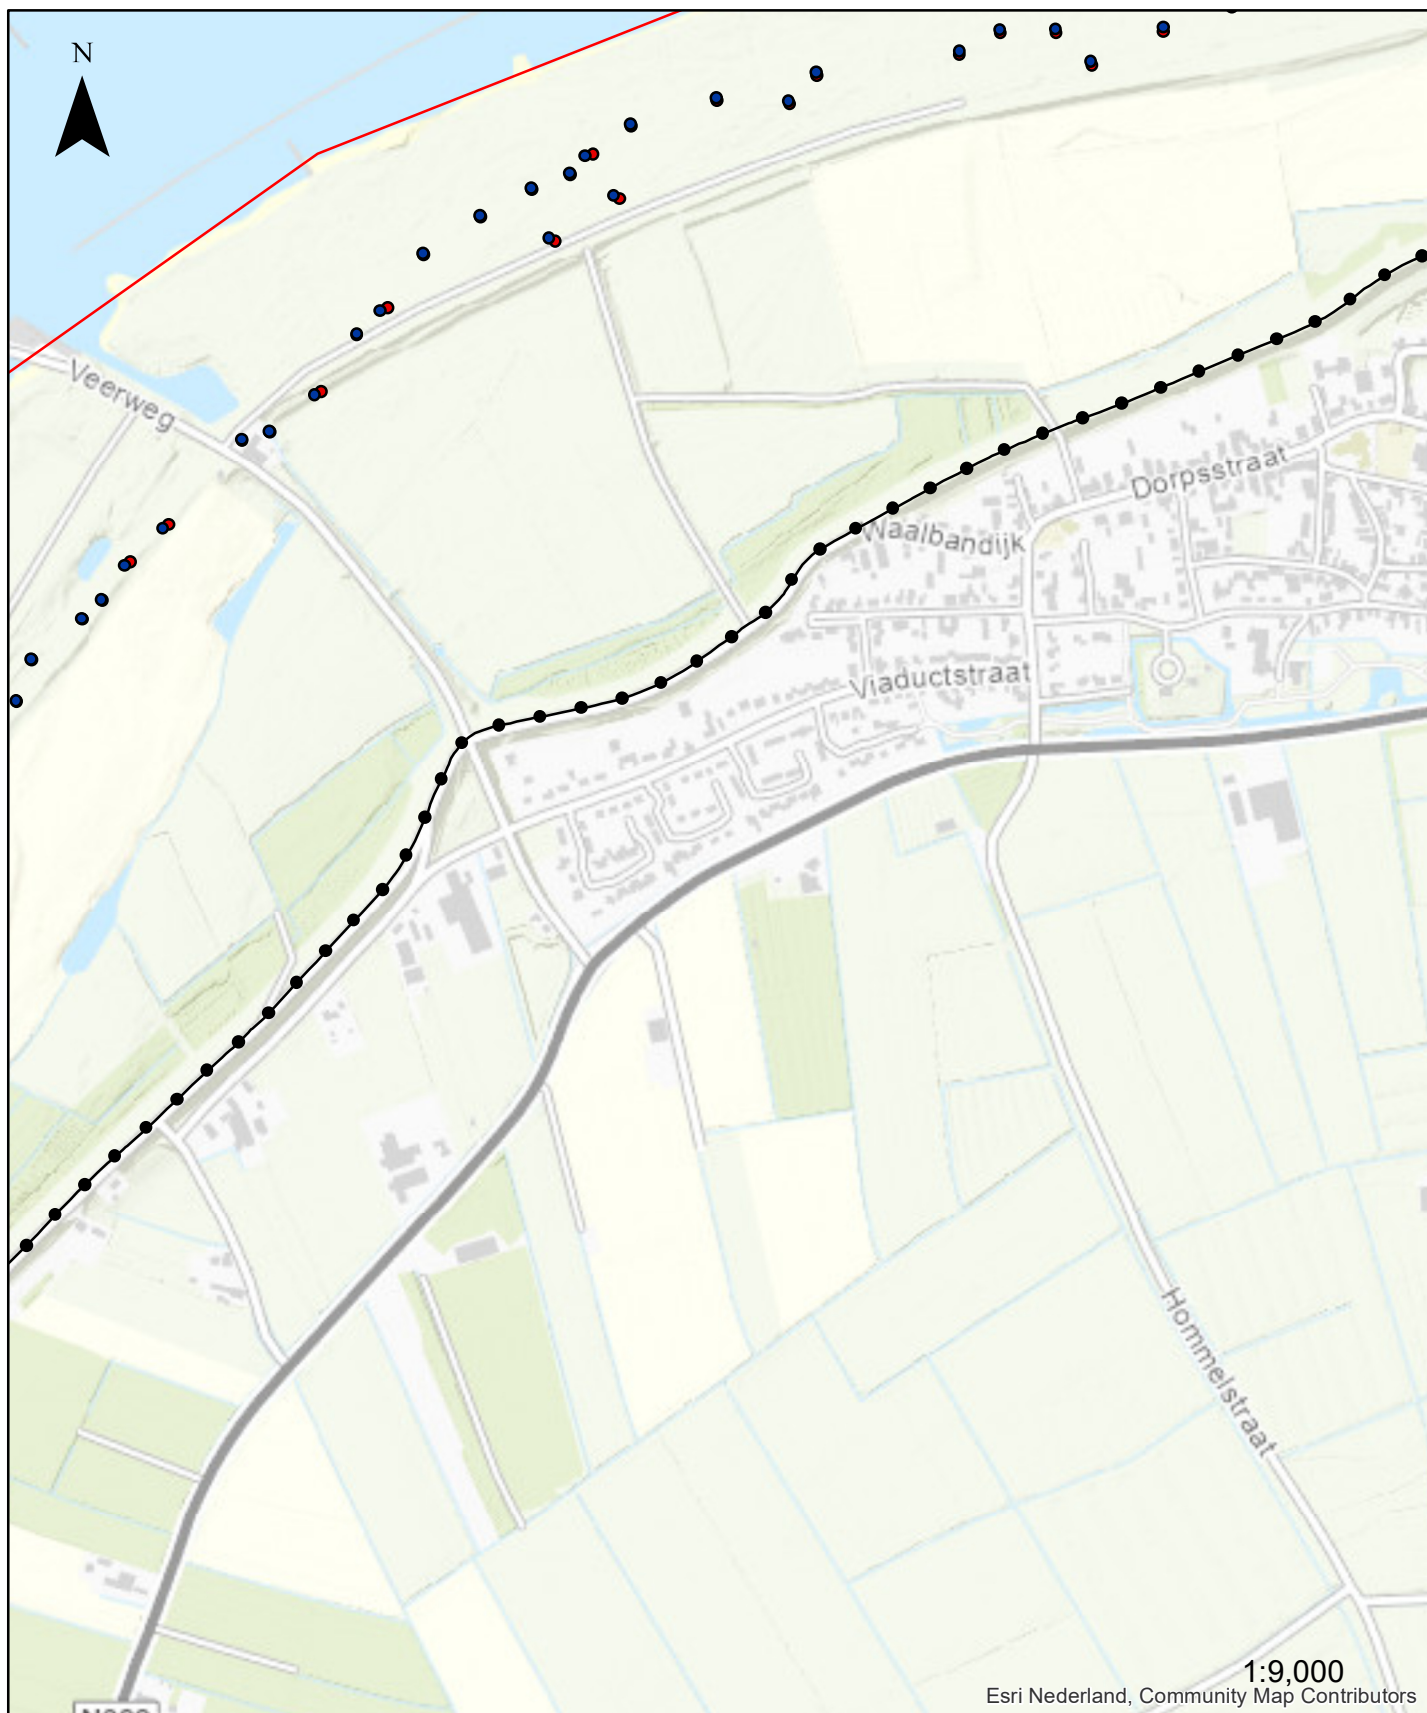 N
Veerweg
Dorpsstraat
Waalbandijk
Viaductstraat
Hommelstraat
1:9,000
Esri Nederland, Community Map Contributors